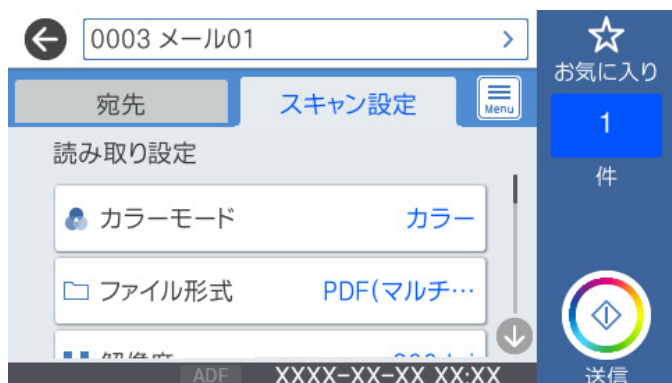 0003 メール01
お気に入り
宛先
スキャン設定
Menu
1
件
読み取り設定
カラーモード カラー
ファイル形式 PDF(マルチ…
ADF XXXX-XX-XX XX:XX
送信